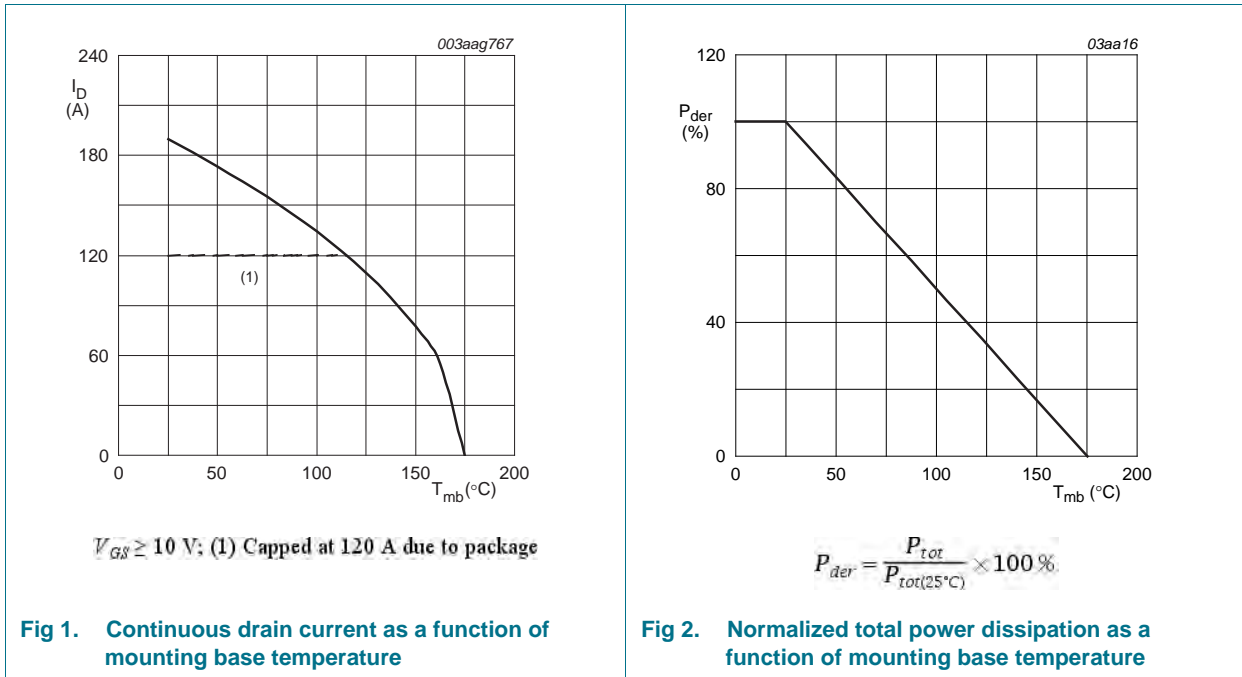 003aag767
240
I_D
(A)
180
120
(1)
60
0
0 50 100 150 200
T_mb(°C)
V_GS ≥ 10 V; (1) Capped at 120 A due to package
Fig 1. Continuous drain current as a function of
mounting base temperature
03aa16
120
P_der
(%)
80
40
0
0 50 100 150 200
T_mb (°C)
P_der = P_tot / P_tot(25°C) × 100 %
Fig 2. Normalized total power dissipation as a
function of mounting base temperature